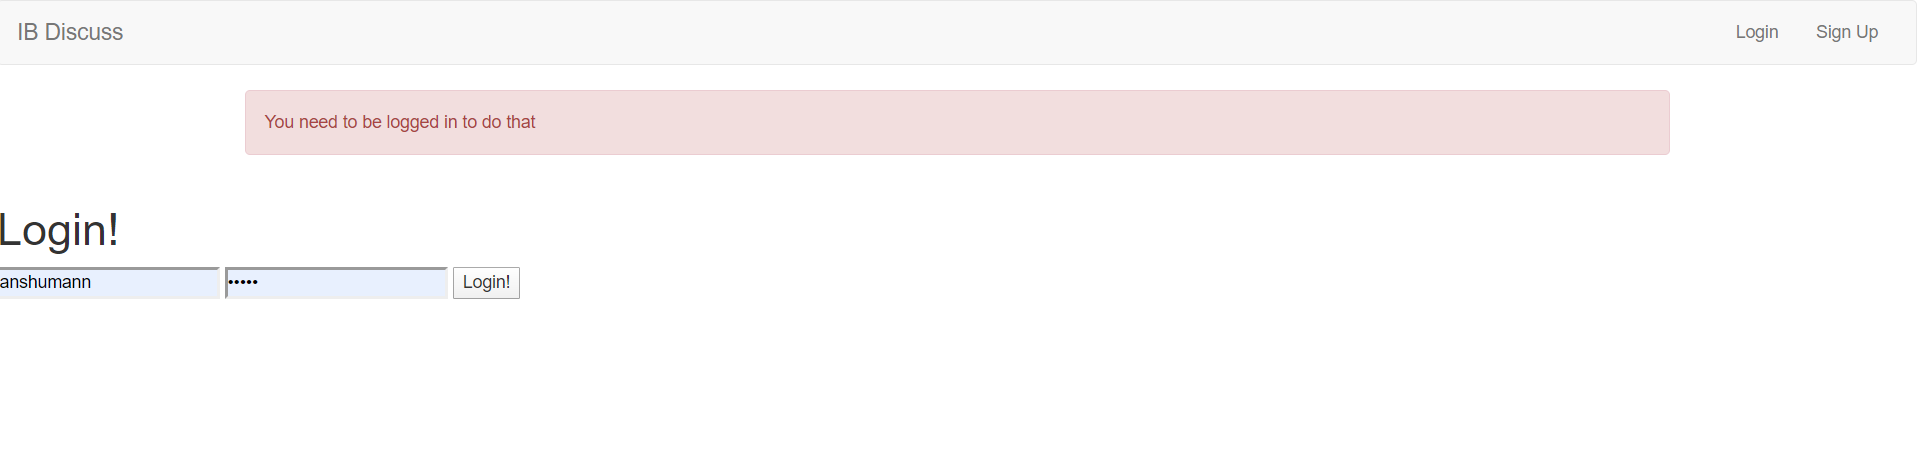 IB Discuss Login Sign Up
You need to be logged in to do that
Login!
anshumann ••••• Login!